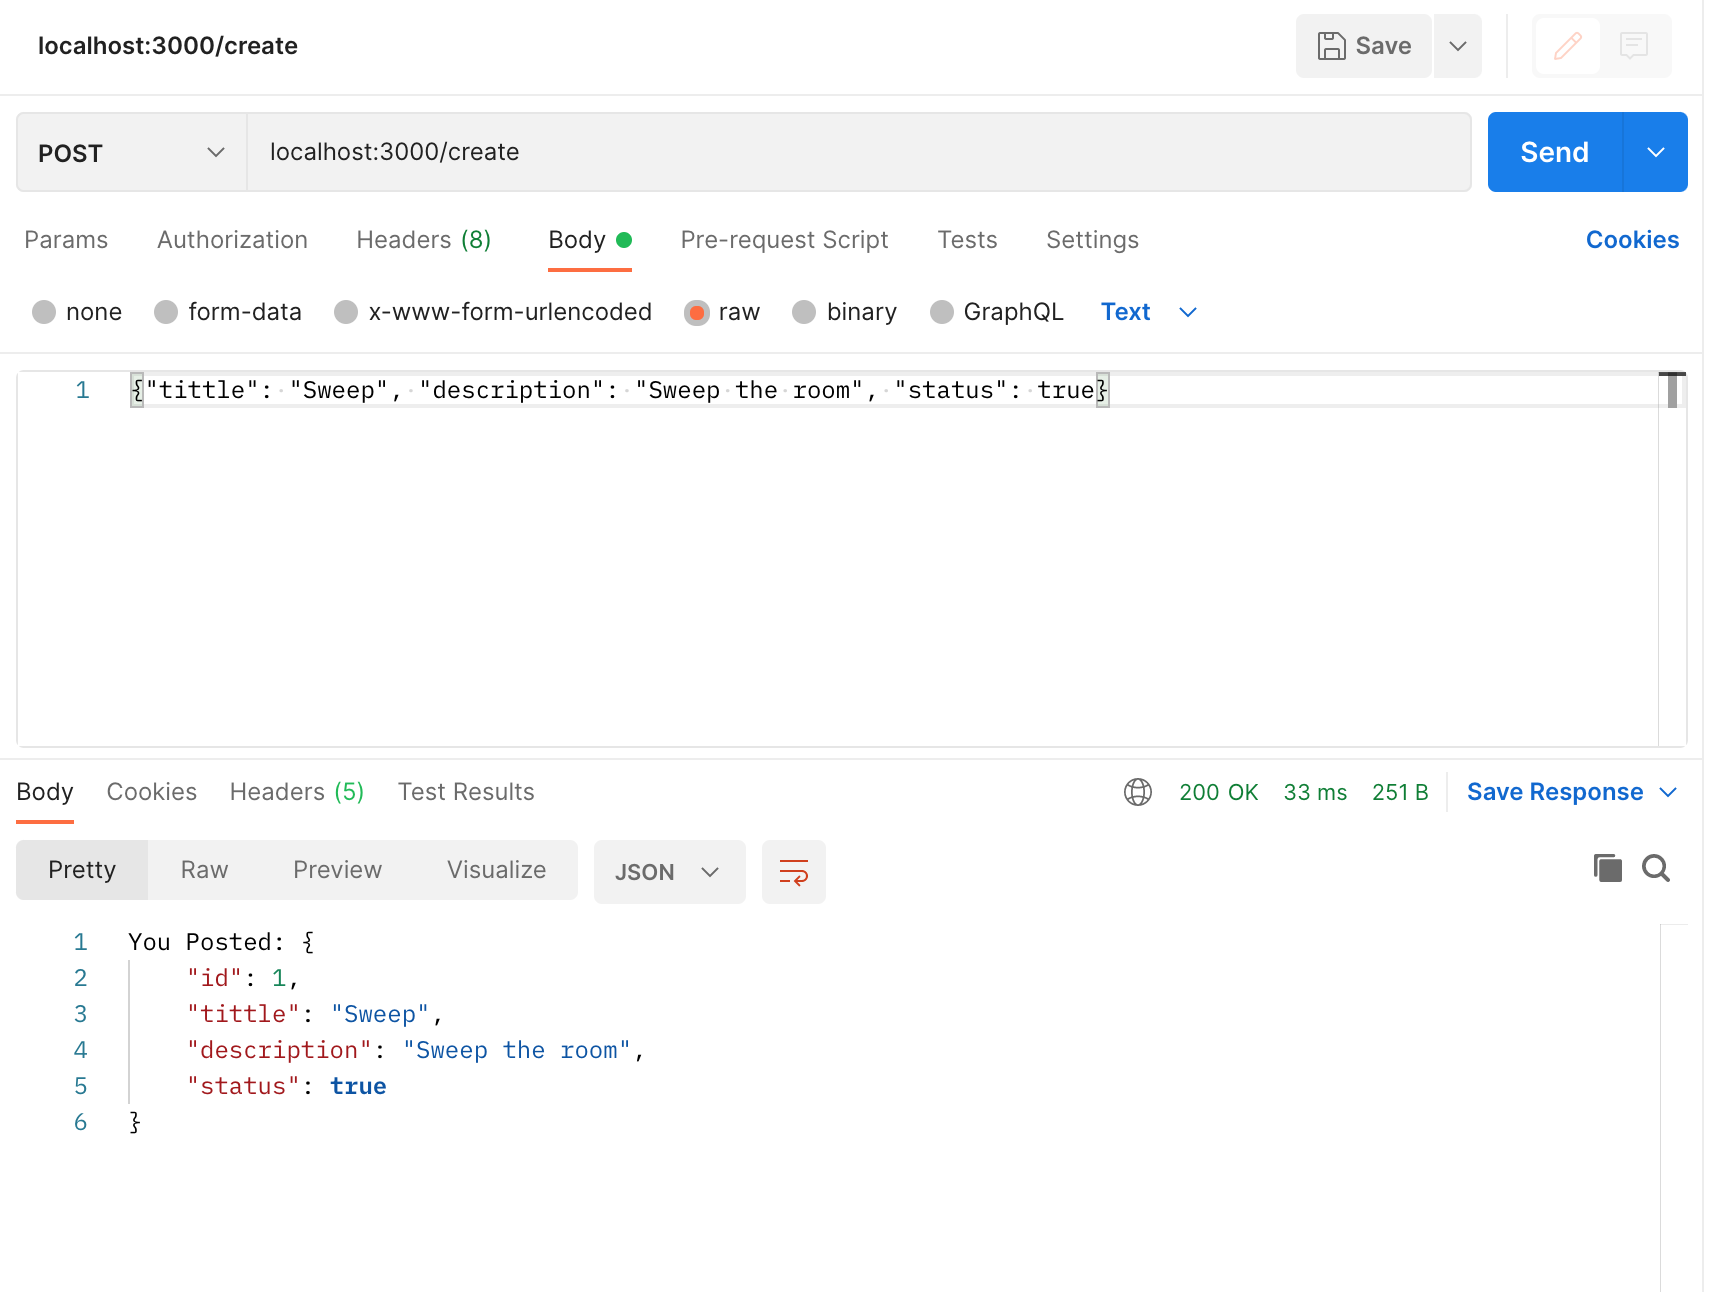 localhost:3000/create
Save
POST
localhost:3000/create
Send
Params Authorization Headers (8) Body Pre-request Script Tests Settings Cookies
none form-data x-www-form-urlencoded raw binary GraphQL Text
1 {"tittle": "Sweep", "description": "Sweep the room", "status": true}
Body Cookies Headers (5) Test Results 200 OK 33 ms 251 B Save Response
Pretty Raw Preview Visualize JSON
1 You Posted: {
2 "id": 1,
3 "tittle": "Sweep",
4 "description": "Sweep the room",
5 "status": true
6 }